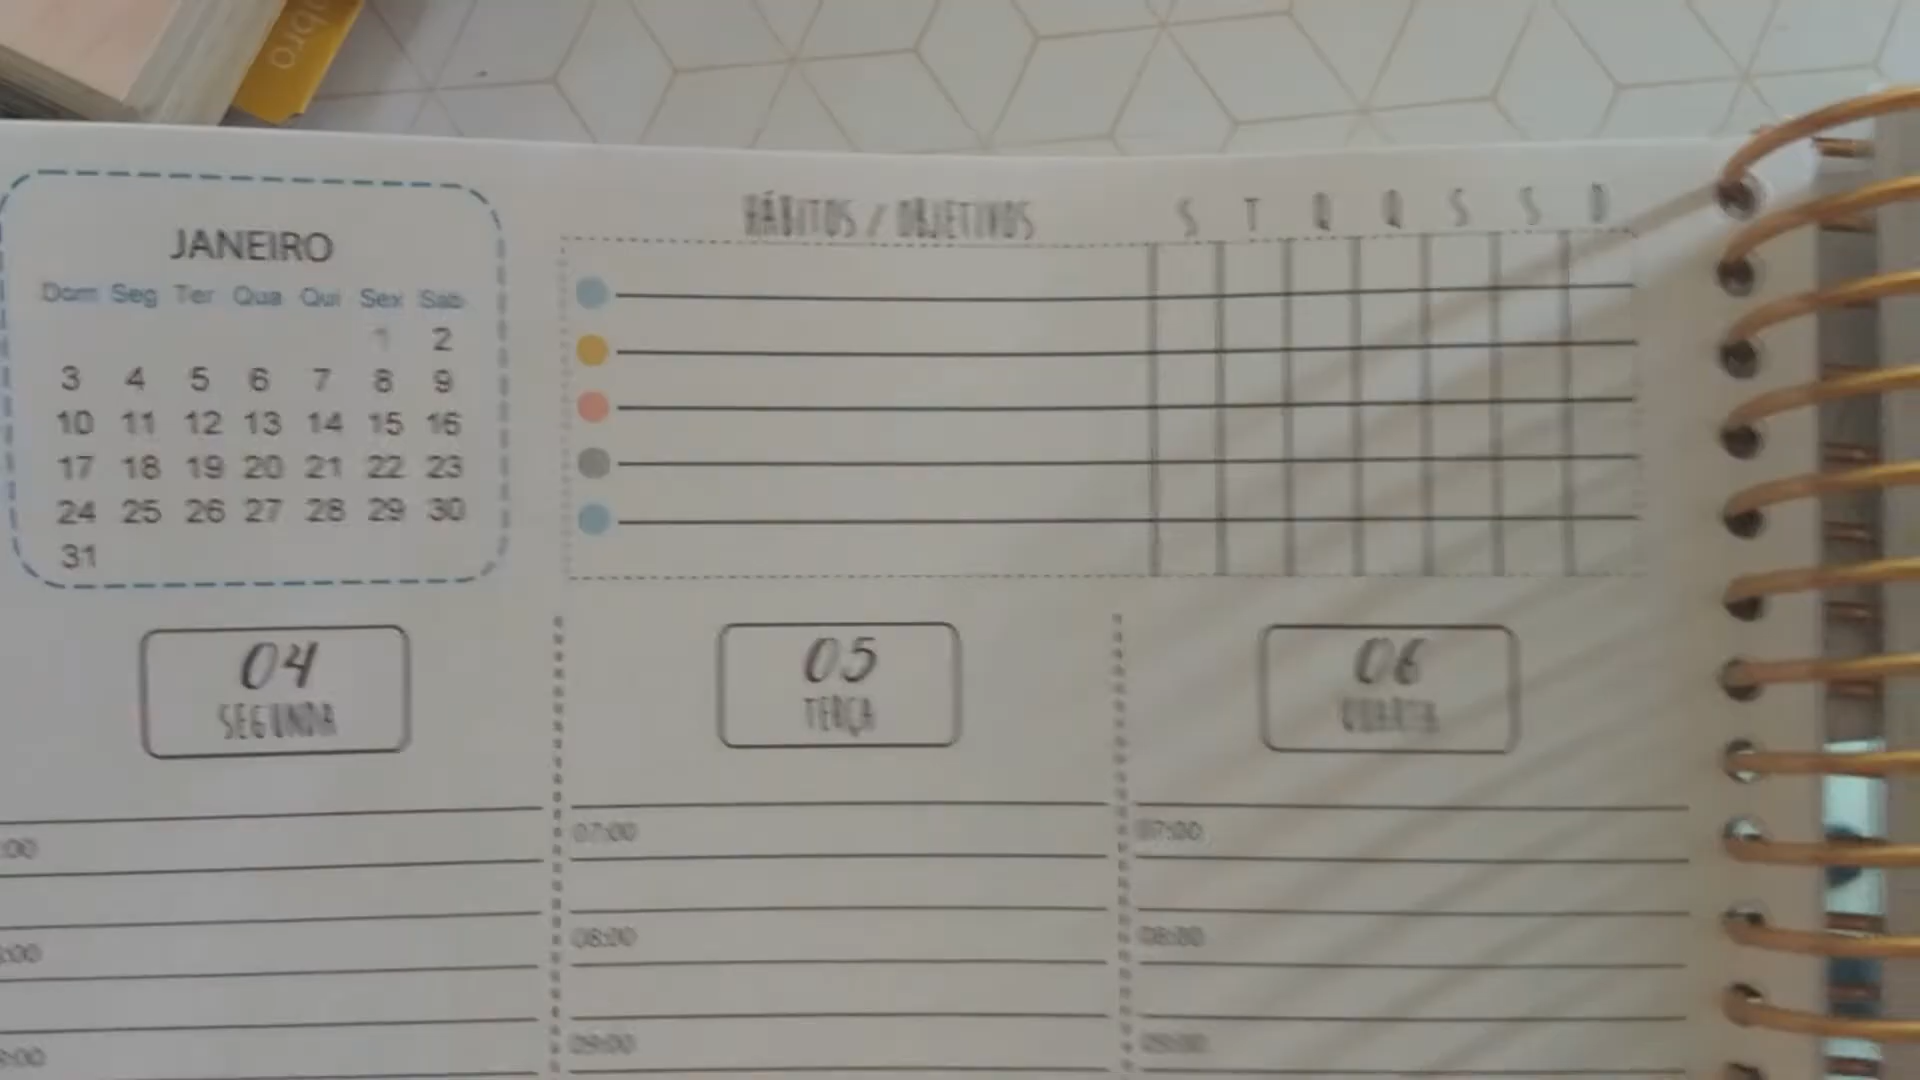 JANEIRO
Dom Seg Ter Qua Qui Sex Sab
1 2
3 4 5 6 7 8 9
10 11 12 13 14 15 16
17 18 19 20 21 22 23
24 25 26 27 28 29 30
31
HÁBITOS / OBJETIVOS S T Q Q S S D
04
SEGUNDA
05
TERÇA
06
QUARTA
:00 07:00 07:00
:00 08:00 08:00
:00 09:00 09:00